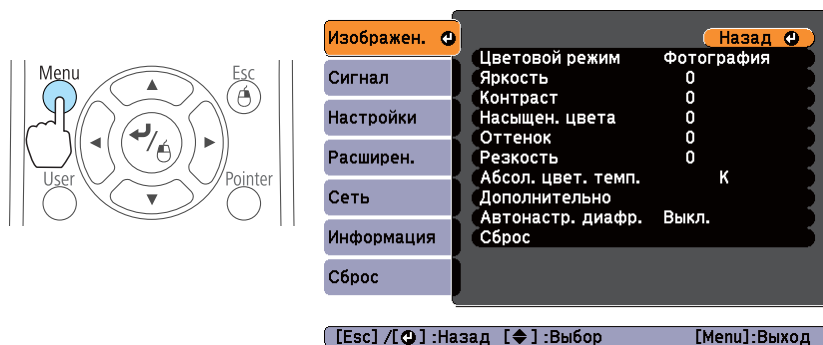 Menu
Esc
User
Pointer
Изображен.
Сигнал
Настройки
Расширен.
Сеть
Информация
Сброс
Назад
Цветовой режим Фотография
Яркость 0
Контраст 0
Насыщен. цвета 0
Оттенок 0
Резкость 0
Абсол. цвет. темп. K
Дополнительно
Автонастр. диафр. Выкл.
Сброс
[Esc] /[ ] :Назад [ ] :Выбор [Menu]:Выход